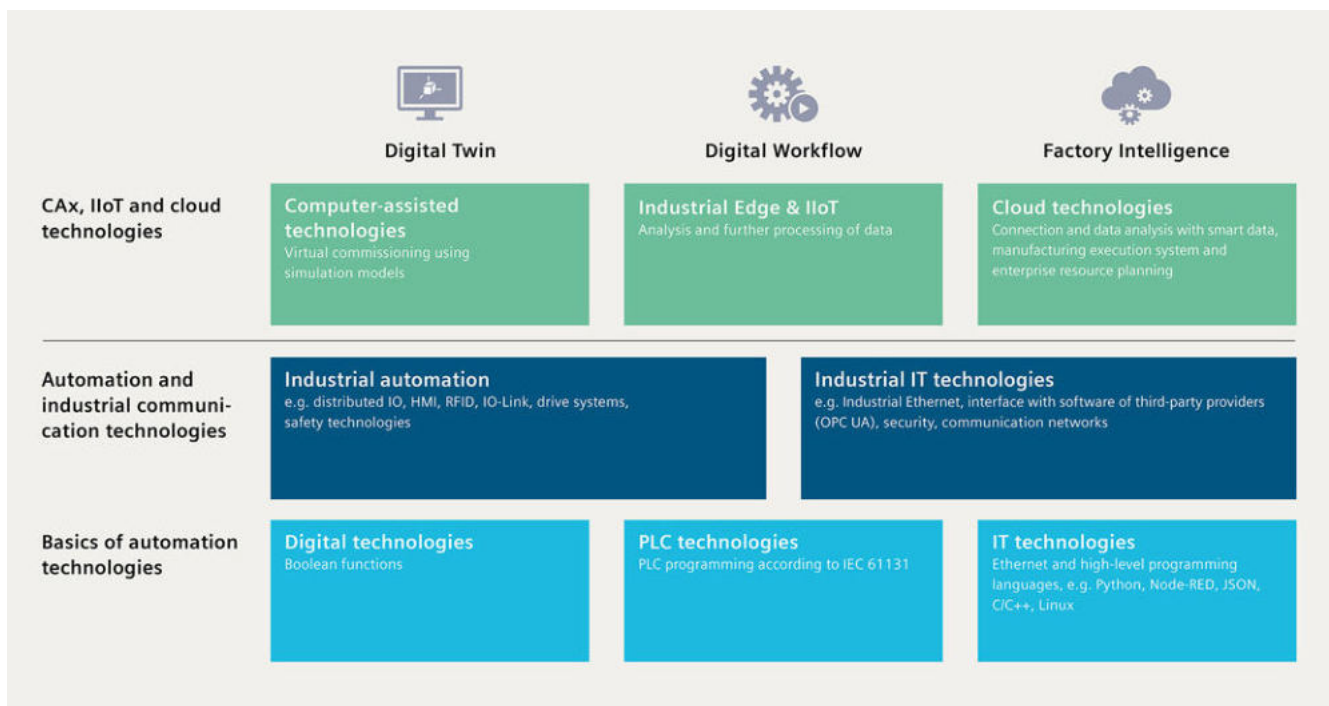 Digital Twin
Digital Workflow
Factory Intelligence
CAx, IIoT and cloud
technologies
Computer-assisted
technologies
Virtual commissioning using
simulation models
Industrial Edge & IIoT
Analysis and further processing of data
Cloud technologies
Connection and data analysis with smart data,
manufacturing execution system and
enterprise resource planning
Automation and
industrial communi-
cation technologies
Industrial automation
e.g. distributed IO, HMI, RFID, IO-Link, drive systems,
safety technologies
Industrial IT technologies
e.g. Industrial Ethernet, interface with software of third-party providers
(OPC UA), security, communication networks
Basics of automation
technologies
Digital technologies
Boolean functions
PLC technologies
PLC programming according to IEC 61131
IT technologies
Ethernet and high-level programming
languages, e.g. Python, Node-RED, JSON,
C/C++, Linux